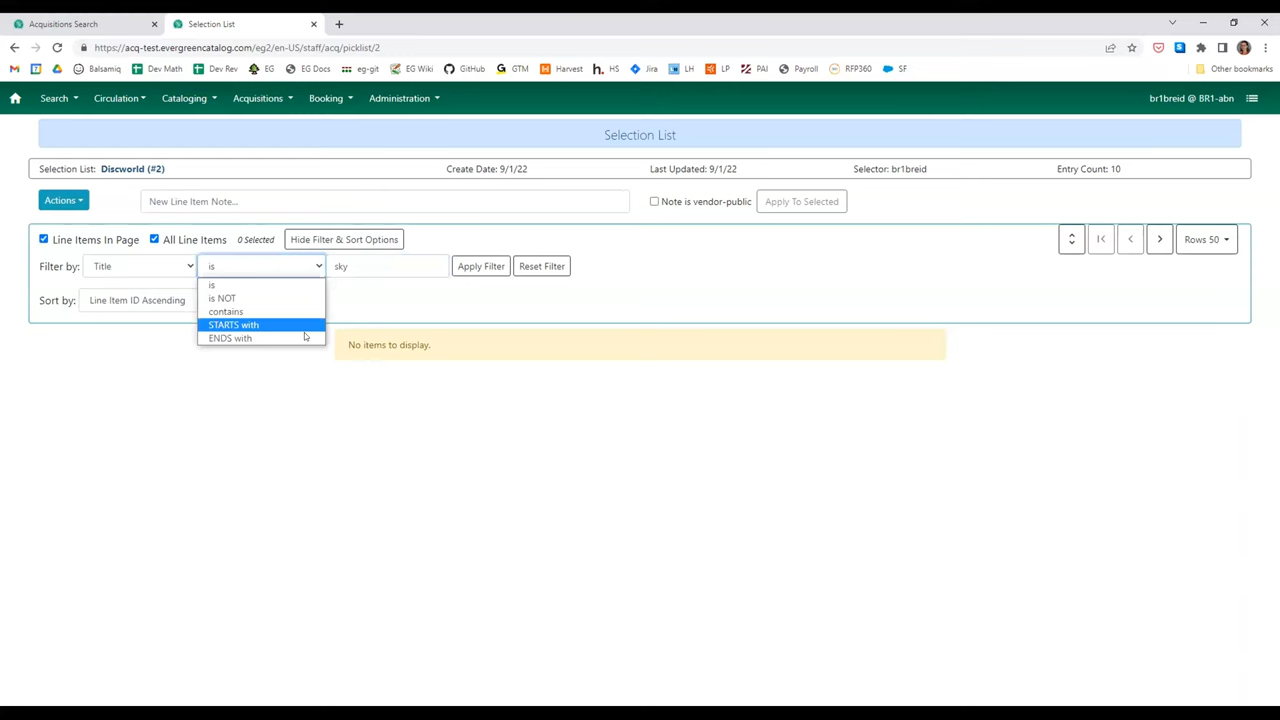 Acquisitions Search
Selection List
https://acq-test.evergreencatalog.com/eg2/en-US/staff/acq/picklist/2
Balsamiq Dev Math Dev Rev EG EG Docs eg-git EG Wiki GitHub GTM Harvest HS Jira LH LP PAI Payroll RFP360 SF Other bookmarks
Search Circulation Cataloging Acquisitions Booking Administration br1breid @ BR1-abn
Selection List
Selection List: Discworld (#2) Create Date: 9/1/22 Last Updated: 9/1/22 Selector: br1breid Entry Count: 10
Actions New Line Item Note... Note is vendor-public Apply To Selected
Line Items In Page All Line Items 0 Selected Hide Filter & Sort Options Rows 50
Filter by: Title is sky Apply Filter Reset Filter
is
is NOT
Sort by: Line Item ID Ascending
contains
STARTS with
ENDS with
No items to display.